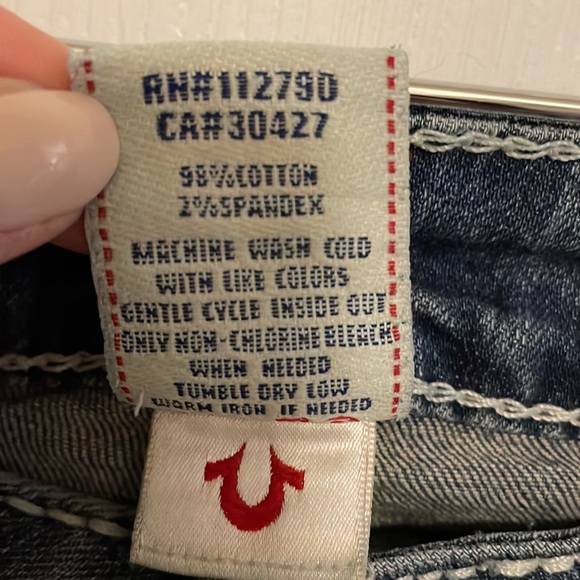 RN#112790
CA#30427
98%COTTON
2%SPANDEX
MACHINE WASH COLD
WITH LIKE COLORS
GENTLE CYCLE INSIDE OUT
ONLY NON-CHLORINE BLEACH
WHEN NEEDED
TUMBLE DRY LOW
WARM IRON IF NEEDED